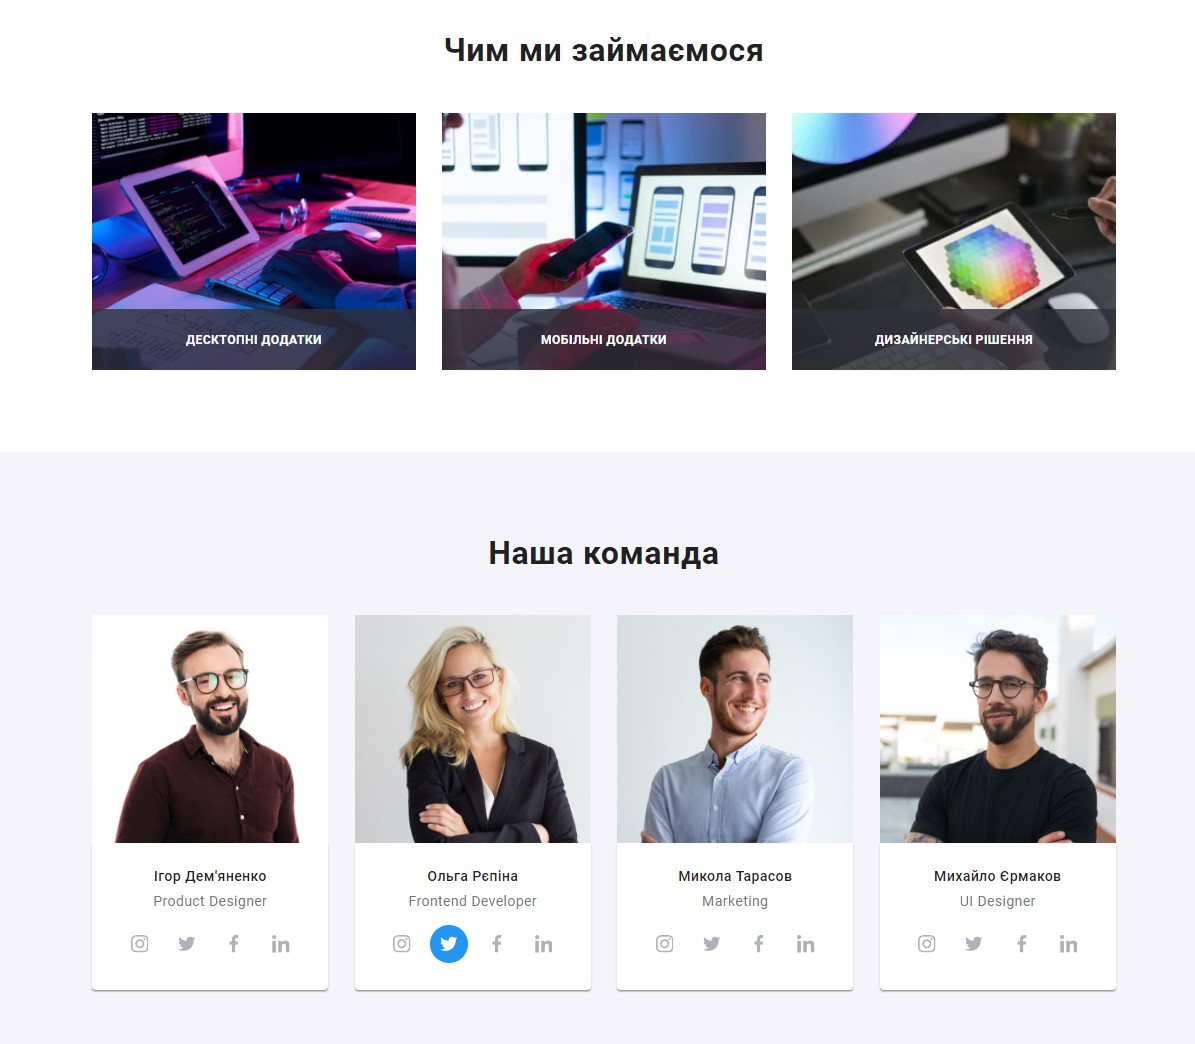 Чим ми займаємося
ДЕСКТОПНІ ДОДАТКИ
МОБІЛЬНІ ДОДАТКИ
ДИЗАЙНЕРСЬКІ РІШЕННЯ
Наша команда
Ігор Дем'яненко
Product Designer
Ольга Рєпіна
Frontend Developer
Микола Тарасов
Marketing
Михайло Єрмаков
UI Designer